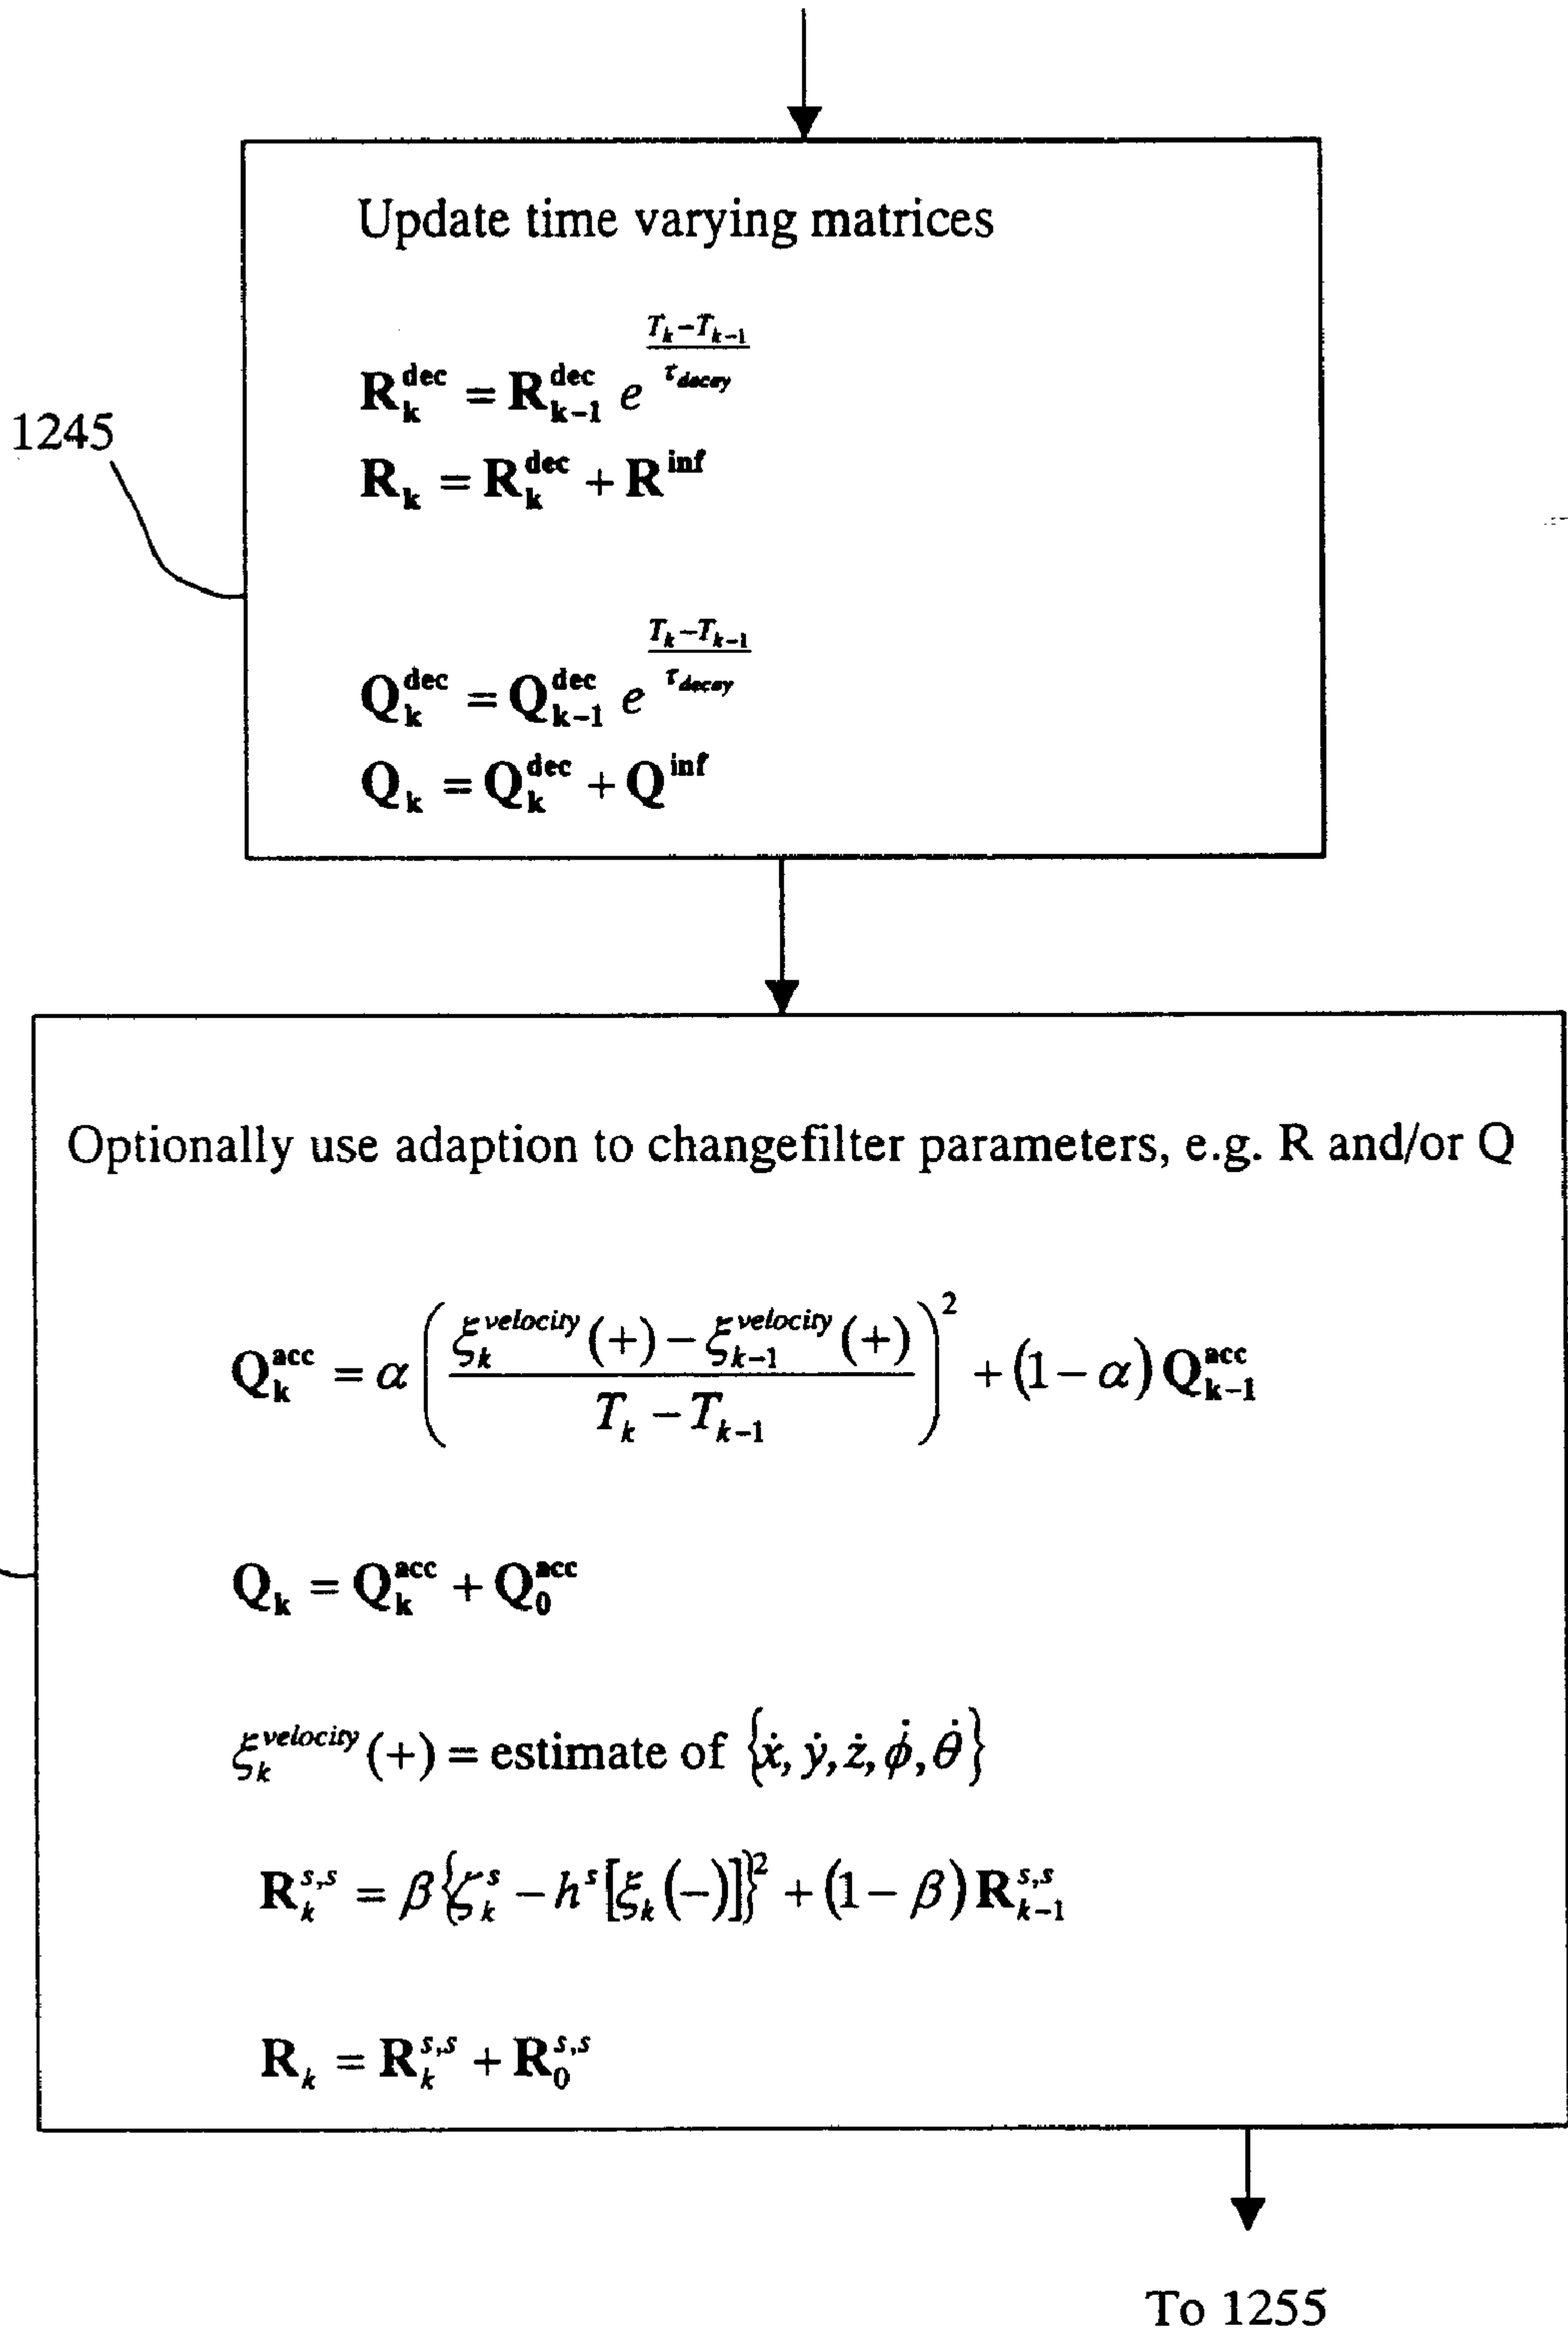 Update time varying matrices
R_k^dec = R_{k-1}^dec e^{(T_k - T_{k-1})/τ_decay}
1245
R_k = R_k^dec + R^inf
Q_k^dec = Q_{k-1}^dec e^{(T_k - T_{k-1})/τ_decay}
Q_k = Q_k^dec + Q^inf
Optionally use adaption to changefilter parameters, e.g. R and/or Q
Q_k^acc = α((ξ_k^velocity(+) - ξ_{k-1}^velocity(+))/(T_k - T_{k-1}))^2 + (1-α) Q_{k-1}^acc
Q_k = Q_k^acc + Q_0^acc
ξ_k^velocity(+) = estimate of {ẋ, ẏ, ż, φ̇, θ̇}
R_k^{s,s} = β{ζ_k^s - h^s[ξ_k(-)]}^2 + (1-β) R_{k-1}^{s,s}
R_k = R_k^{s,s} + R_0^{s,s}
To 1255